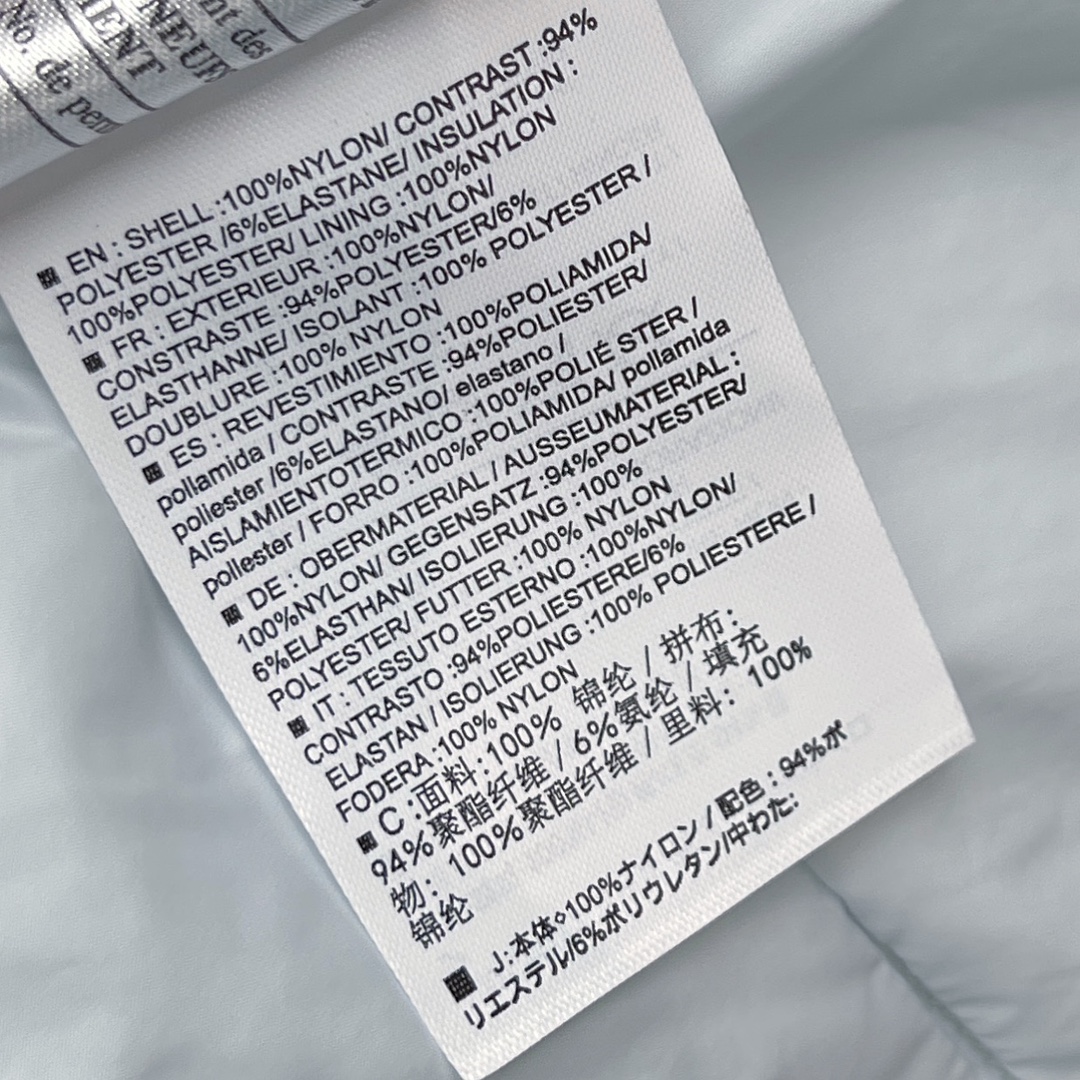 No. de
MENT
NEUF
nt des
EN : SHELL :100%NYLON/ CONTRAST :94%
POLYESTER /6%ELASTANE/ INSULATION :
100%POLYESTER/ LINING :100%NYLON
FR : EXTERIEUR :100%NYLON/
CONSTRASTE :94%POLYESTER/6%
ELASTHANNE/ ISOLANT :100% POLYESTER /
DOUBLURE :100% NYLON
ES : REVESTIMIENTO :100%POLIAMIDA/
pollamida / CONTRASTE :94%POLIESTER/
poliester /6%ELASTANO/ elastano /
AISLAMIENTOTERMICO :100%POLIÉ STER /
poliester / FORRO :100%POLIAMIDA/ pollamida
DE : OBERMATERIAL / AUSSEUMATERIAL :
100%NYLON/ GEGENSATZ :94%POLYESTER/
6%ELASTHAN/ ISOLIERUNG :100%
POLYESTER/ FUTTER :100% NYLON
IT : TESSUTO ESTERNO :100%NYLON/
CONTRASTO :94%POLIESTERE/6%
ELASTAN / ISOLIERUNG :100% POLIESTERE /
FODERA :100% NYLON
C : 面料:100% 锦纶 / 拼布:
94%聚酯纤维 / 6%氨纶 / 填充
物: 100%聚酯纤维 / 里料: 100%
锦纶
J: 本体◇100%ナイロン / 配色 : 94%ポ
リエステル/6%ポリウレタン/中わた: